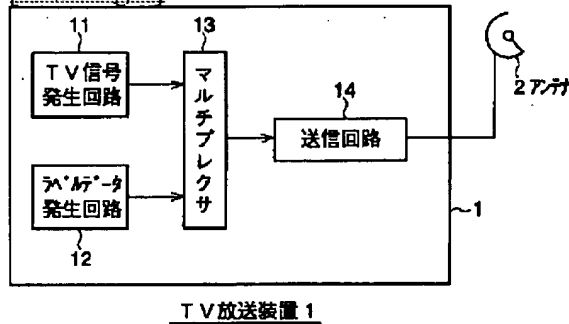 11
TV信号
発生回路
13
マルチプレクサ
14
送信回路
2 アンテナ
ラベルデータ
発生回路
12
1
TV放送装置1